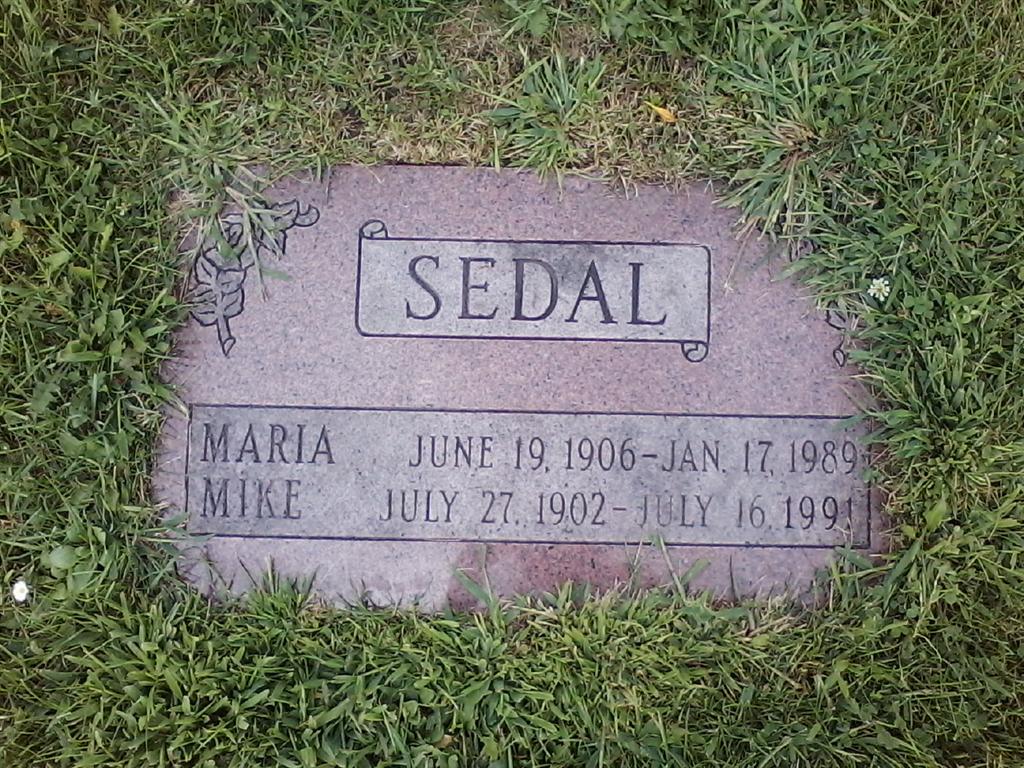 SEDAL
MARIA JUNE 19, 1906-JAN. 17, 1989
MIKE JULY 27, 1902-JULY 16, 1991